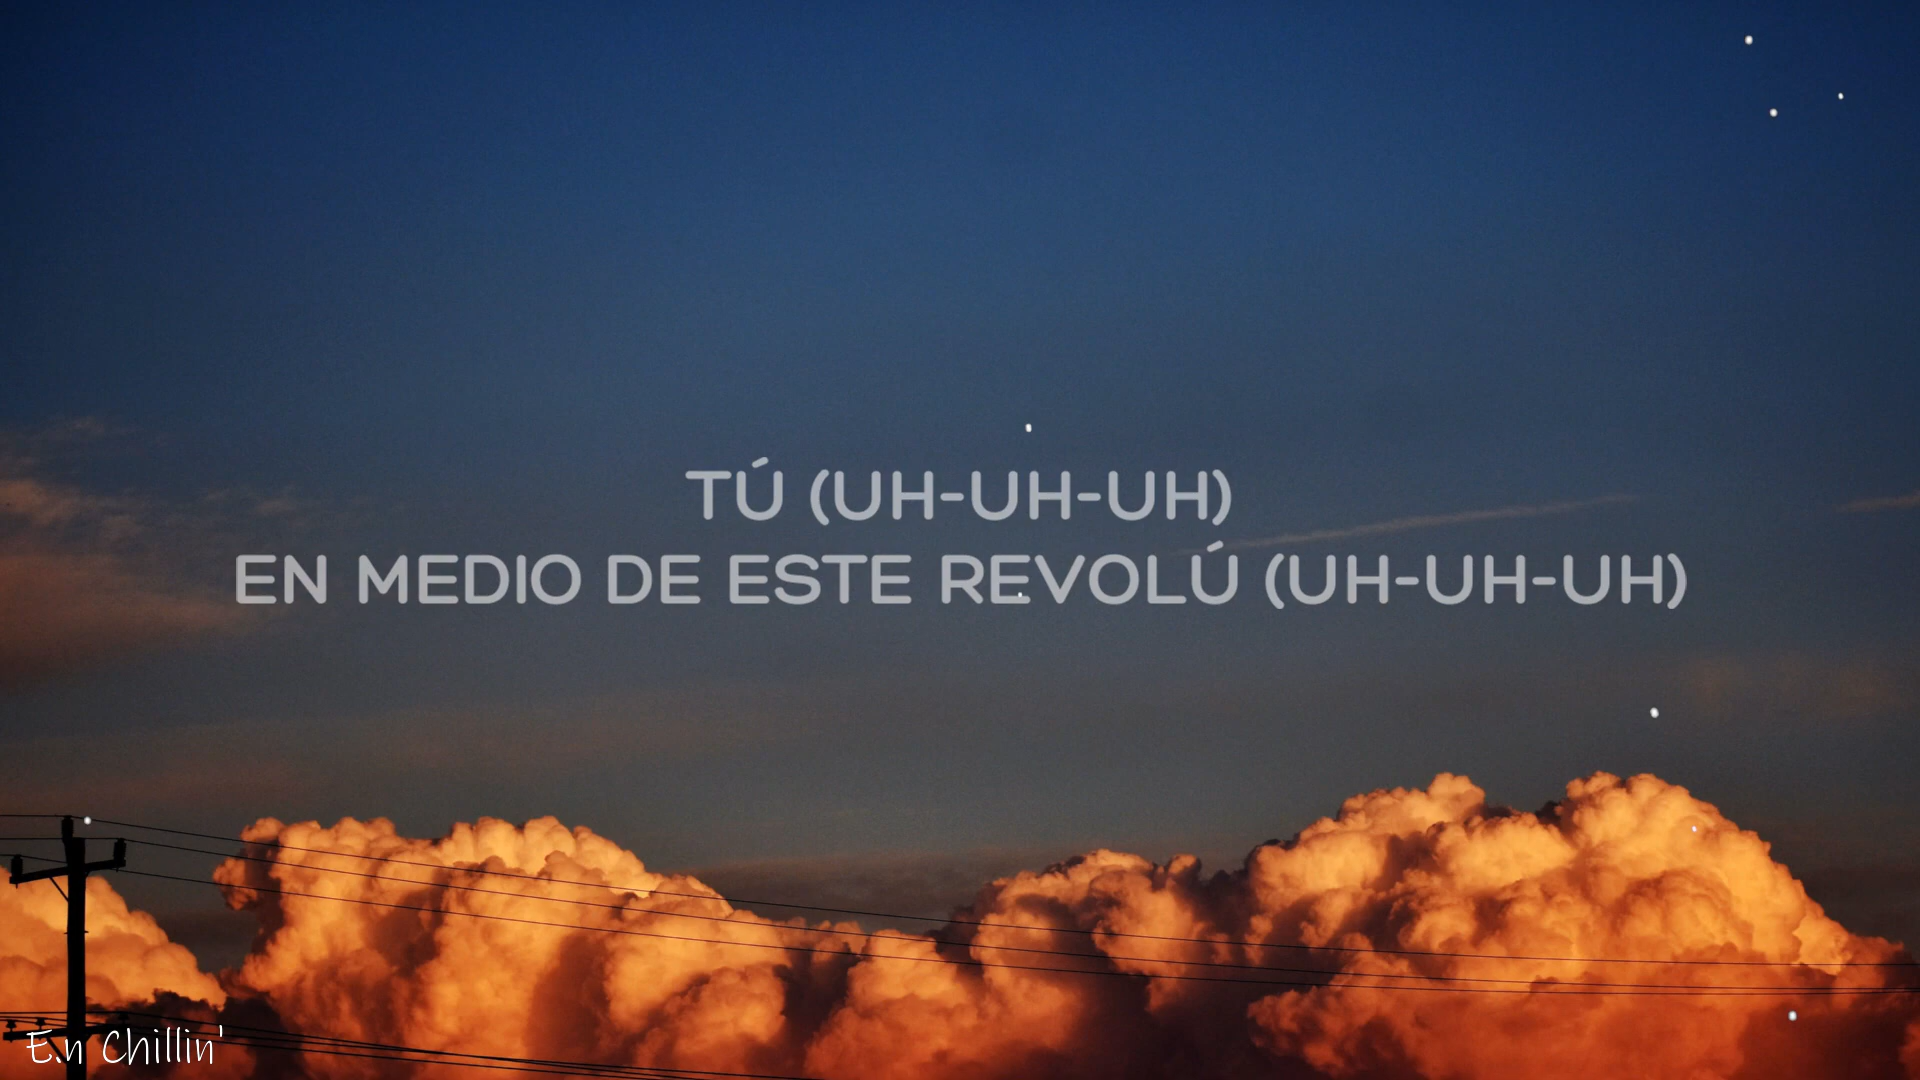 TÚ (UH-UH-UH)
EN MEDIO DE ESTE REVOLÚ (UH-UH-UH)
E.n Chillin'